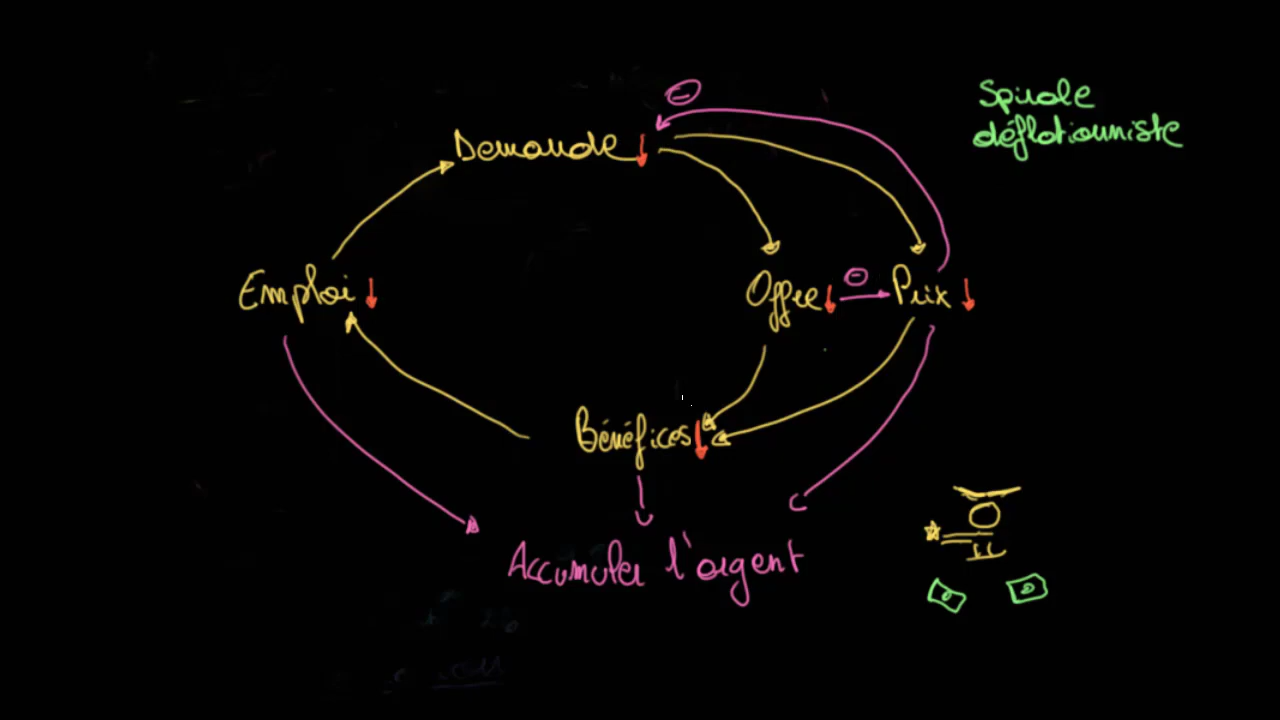 Spirale
déflationniste
Demande ↓
Emploi ↓
Offre ↓ ⊖ Prix ↓
⊖
Bénéfices ↓
Accumuler l'argent